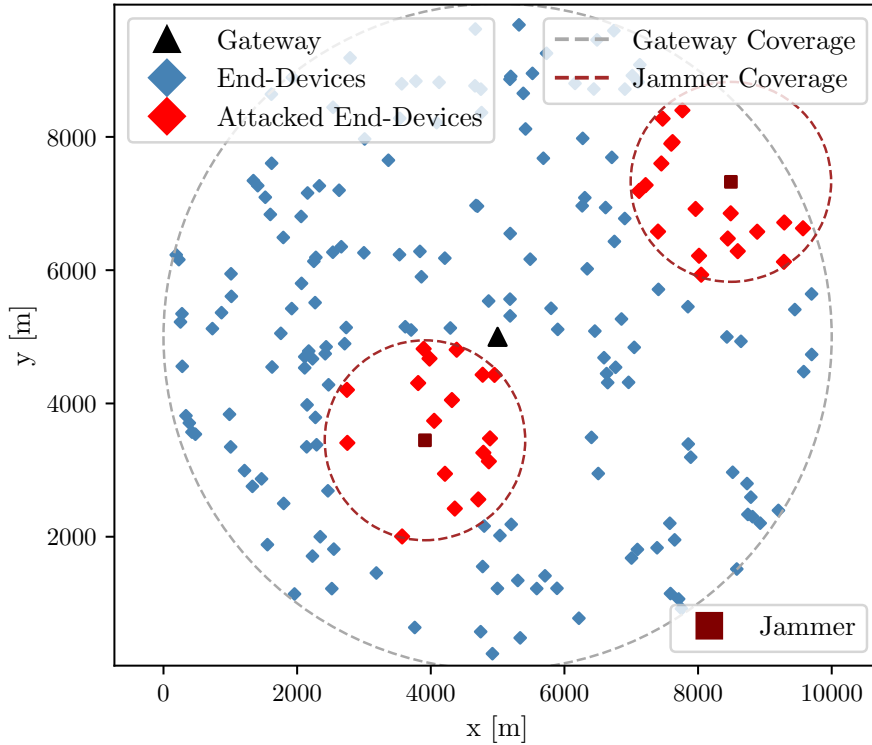 Gateway
End-Devices
Attacked End-Devices
Gateway Coverage
Jammer Coverage
Jammer
8000
6000
4000
2000
y [m]
0
2000
4000
6000
8000
10000
x [m]